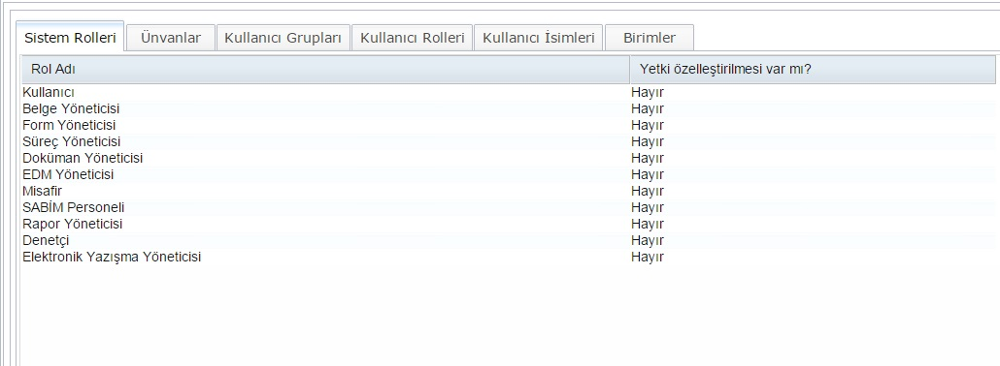 Sistem Rolleri Ünvanlar Kullanıcı Grupları Kullanıcı Rolleri Kullanıcı İsimleri Birimler
Rol Adı Yetki özelleştirilmesi var mı?
Kullanıcı Hayır
Belge Yöneticisi Hayır
Form Yöneticisi Hayır
Süreç Yöneticisi Hayır
Doküman Yöneticisi Hayır
EDM Yöneticisi Hayır
Misafir Hayır
SABİM Personeli Hayır
Rapor Yöneticisi Hayır
Denetçi Hayır
Elektronik Yazışma Yöneticisi Hayır